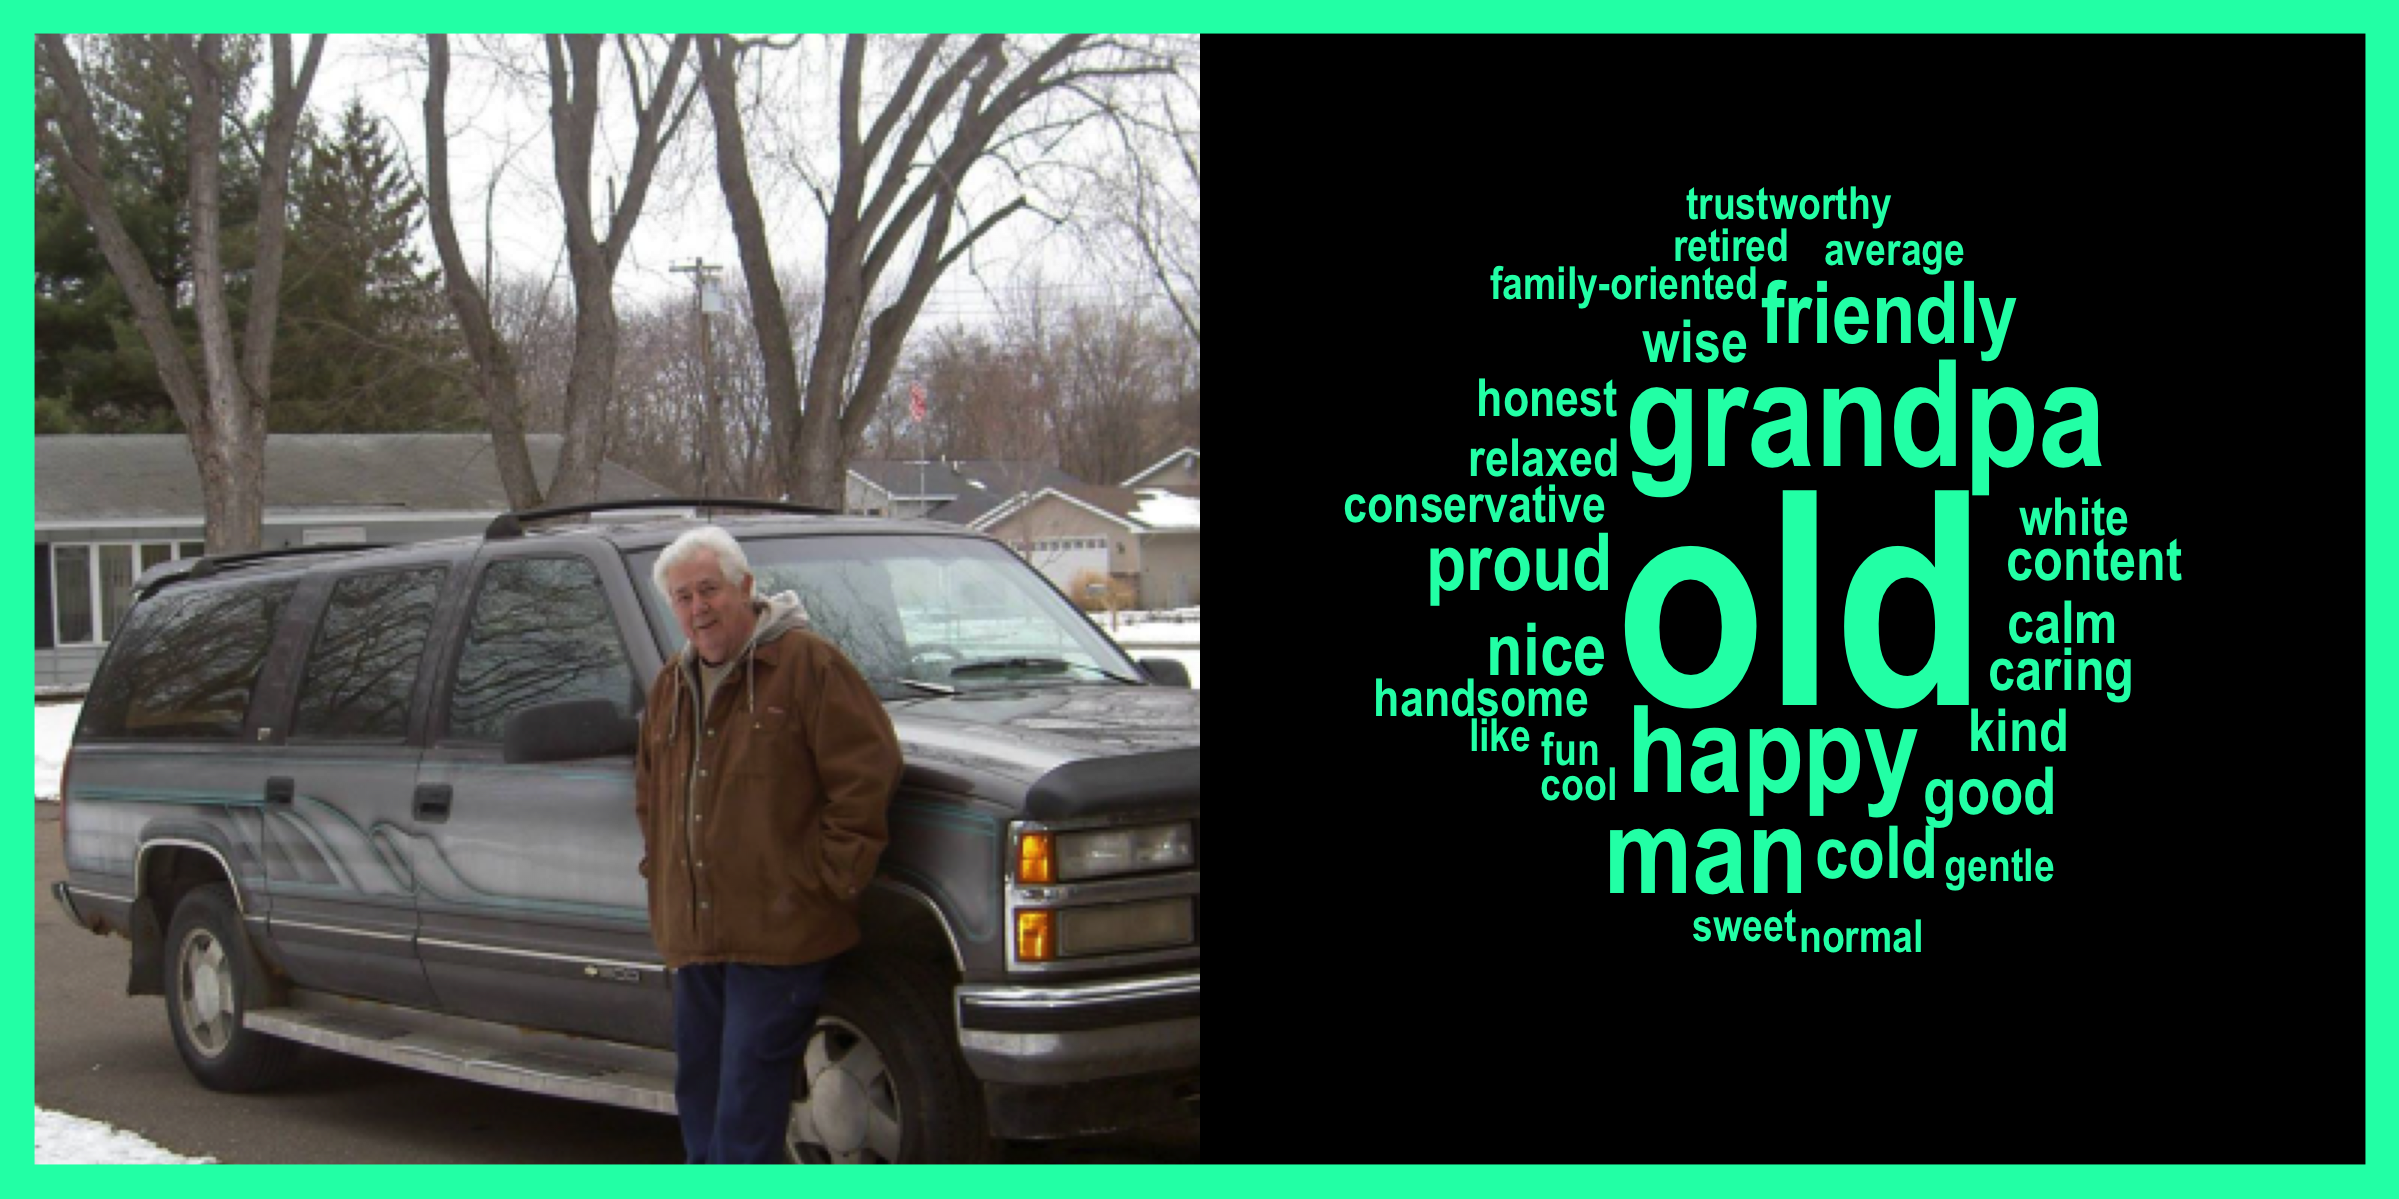 trustworthy
retired average
family-oriented
friendly
wise
honest
grandpa
relaxed
conservative
white
proud
old
content
calm
nice
caring
handsome
kind
like
fun
happy
cool
good
man
cold
gentle
sweet
normal